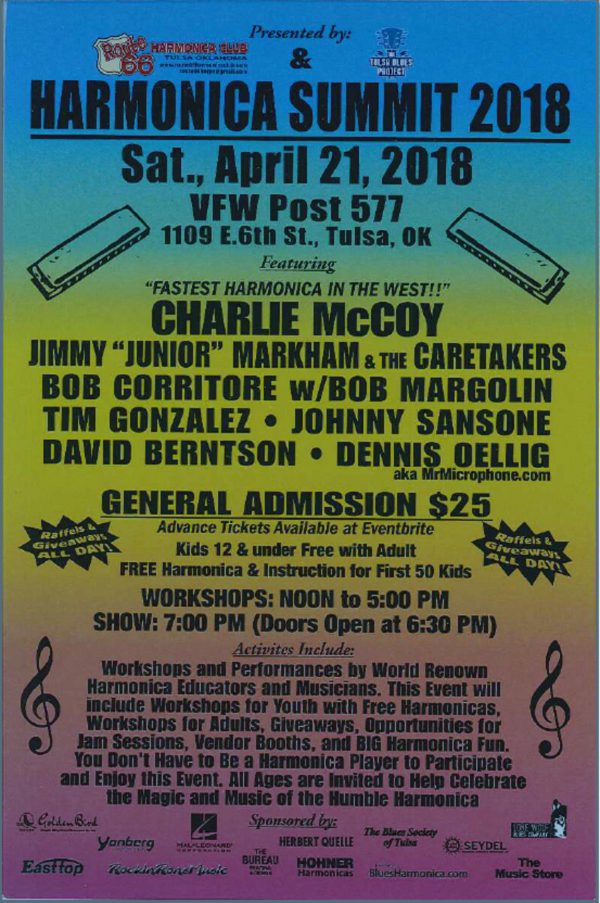 Presented by:
Route 66 HARMONICA CLUB
TULSA OKLAHOMA
&
TULSA BLUES
PROJECT
HARMONICA SUMMIT 2018
Sat., April 21, 2018
VFW Post 577
1109 E.6th St., Tulsa, OK
Featuring
"FASTEST HARMONICA IN THE WEST!!"
CHARLIE McCOY
JIMMY "JUNIOR" MARKHAM & THE CARETAKERS
BOB CORRITORE w/BOB MARGOLIN
TIM GONZALEZ • JOHNNY SANSONE
DAVID BERNTSON • DENNIS OELLIG
aka MrMicrophone.com
GENERAL ADMISSION $25
Advance Tickets Available at Eventbrite
Raffels &
Giveaways
ALL DAY!
Kids 12 & under Free with Adult
FREE Harmonica & Instruction for First 50 Kids
Raffels &
Giveaways
ALL DAY!
WORKSHOPS: NOON to 5:00 PM
SHOW: 7:00 PM (Doors Open at 6:30 PM)
Activites Include:
Workshops and Performances by World Renown
Harmonica Educators and Musicians. This Event will
include Workshops for Youth with Free Harmonicas,
Workshops for Adults, Giveaways, Opportunities for
Jam Sessions, Vendor Booths, and BIG Harmonica Fun.
You Don't Have to Be a Harmonica Player to Participate
and Enjoy this Event. All Ages are Invited to Help Celebrate
the Magic and Music of the Humble Harmonica
Sponsored by:
Golden Bird
Yonberg
HAL•LEONARD
CORPORATION
HERBERT QUELLE
The Blues Society
of Tulsa
SEYDEL
LONE WOLF
BLUES COMPANY
Easttop
RockinRonsMusic
THE
BUREAU
HOHNER
Harmonicas
BluesHarmonica.com
The
Music Store